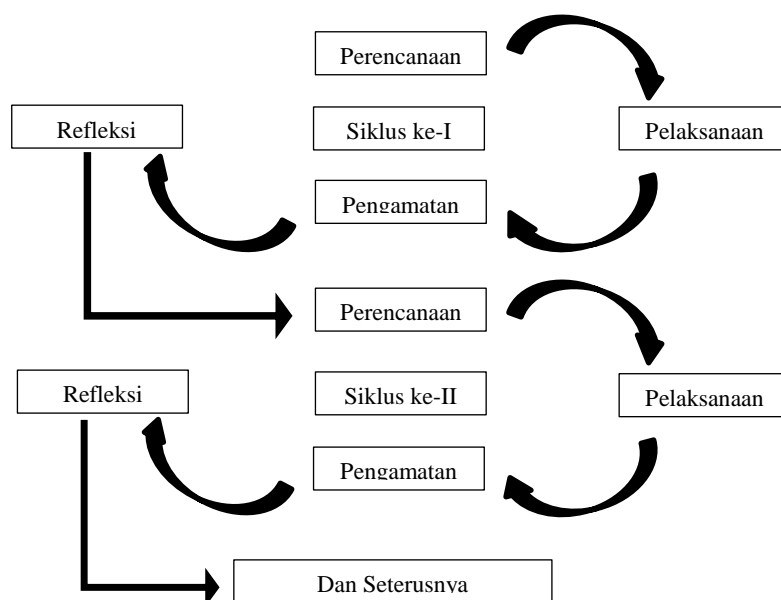 Perencanaan
Refleksi
Siklus ke-I
Pelaksanaan
Pengamatan
Perencanaan
Refleksi
Siklus ke-II
Pelaksanaan
Pengamatan
Dan Seterusnya